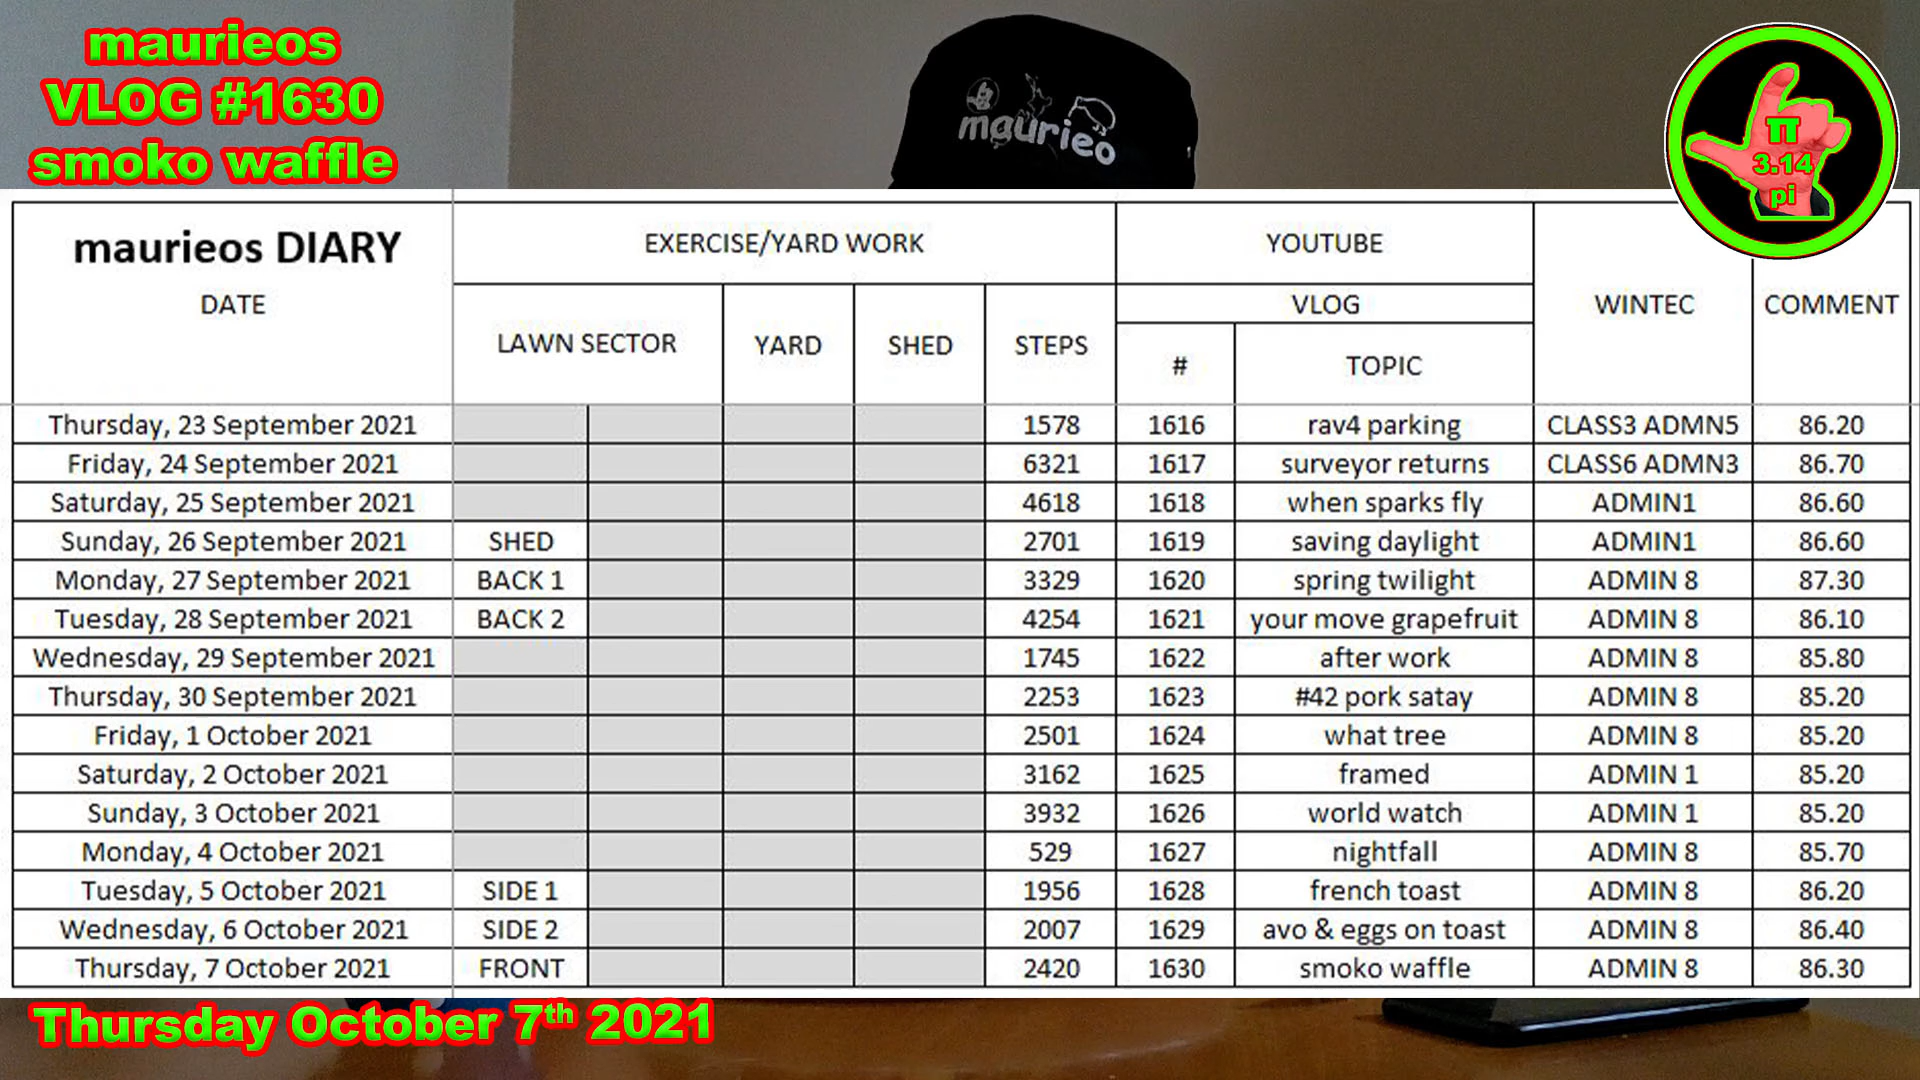 maurieos
VLOG #1630
smoko waffle
maurieo
π
3.14
pi
maurieos DIARY
DATE
EXERCISE/YARD WORK
YOUTUBE
WINTEC
COMMENT
LAWN SECTOR
YARD
SHED
STEPS
VLOG
#
TOPIC
Thursday, 23 September 2021 1578 1616 rav4 parking CLASS3 ADMN5 86.20
Friday, 24 September 2021 6321 1617 surveyor returns CLASS6 ADMN3 86.70
Saturday, 25 September 2021 4618 1618 when sparks fly ADMIN1 86.60
Sunday, 26 September 2021 SHED 2701 1619 saving daylight ADMIN1 86.60
Monday, 27 September 2021 BACK 1 3329 1620 spring twilight ADMIN 8 87.30
Tuesday, 28 September 2021 BACK 2 4254 1621 your move grapefruit ADMIN 8 86.10
Wednesday, 29 September 2021 1745 1622 after work ADMIN 8 85.80
Thursday, 30 September 2021 2253 1623 #42 pork satay ADMIN 8 85.20
Friday, 1 October 2021 2501 1624 what tree ADMIN 8 85.20
Saturday, 2 October 2021 3162 1625 framed ADMIN 1 85.20
Sunday, 3 October 2021 3932 1626 world watch ADMIN 1 85.20
Monday, 4 October 2021 529 1627 nightfall ADMIN 8 85.70
Tuesday, 5 October 2021 SIDE 1 1956 1628 french toast ADMIN 8 86.20
Wednesday, 6 October 2021 SIDE 2 2007 1629 avo & eggs on toast ADMIN 8 86.40
Thursday, 7 October 2021 FRONT 2420 1630 smoko waffle ADMIN 8 86.30
Thursday October 7th 2021